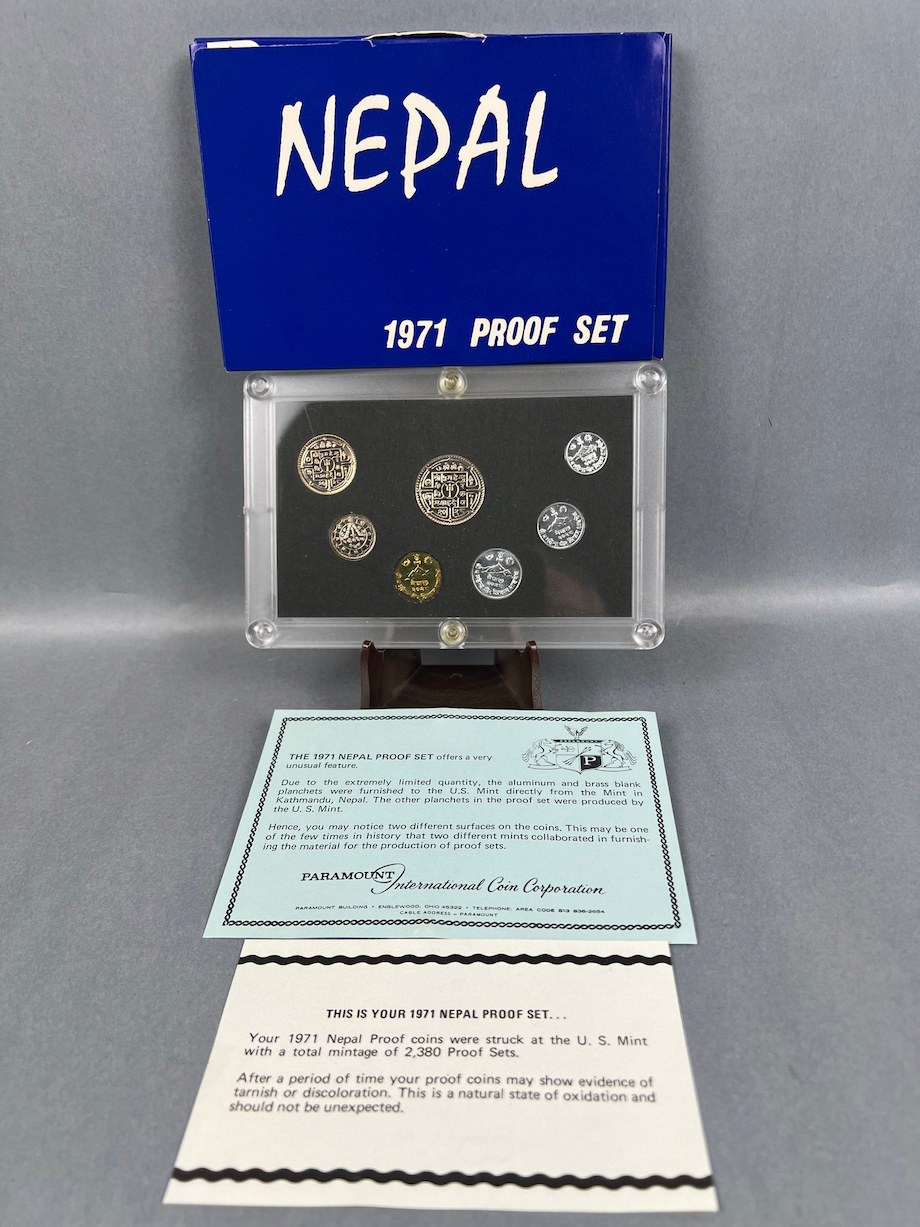 NEPAL
1971 PROOF SET
नेपाल
THE 1971 NEPAL PROOF SET offers a very
unusual feature.
P
Due to the extremely limited quantity, the aluminum and brass blank
planchets were furnished to the U.S. Mint directly from the Mint in
Kathmandu, Nepal. The other planchets in the proof set were produced by
the U. S. Mint.
Hence, you may notice two different surfaces on the coins. This may be one
of the few times in history that two different mints collaborated in furnish-
ing the material for the production of proof sets.
PARAMOUNT International Coin Corporation
PARAMOUNT BUILDING • ENGLEWOOD, OHIO 45322 • TELEPHONE: AREA CODE 513 836-2654
CABLE ADDRESS - PARAMOUNT
THIS IS YOUR 1971 NEPAL PROOF SET...
Your 1971 Nepal Proof coins were struck at the U. S. Mint
with a total mintage of 2,380 Proof Sets.
After a period of time your proof coins may show evidence of
tarnish or discoloration. This is a natural state of oxidation and
should not be unexpected.